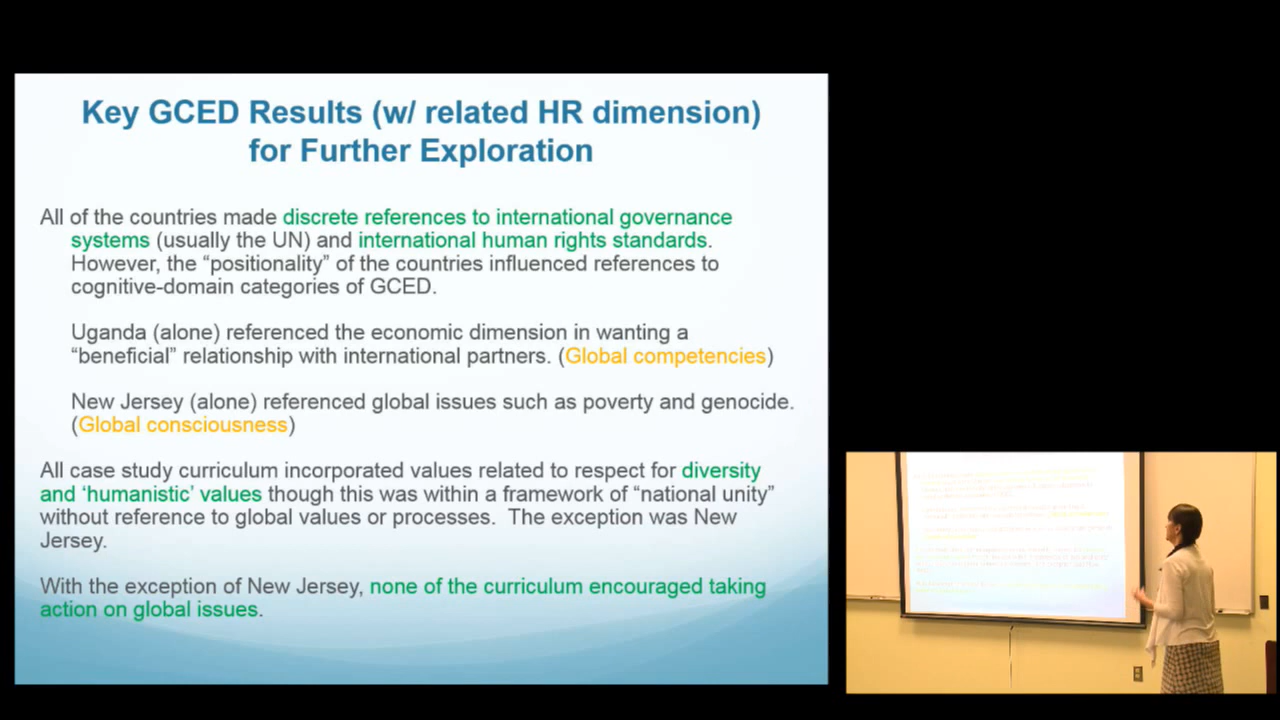 Key GCED Results (w/ related HR dimension)
for Further Exploration
All of the countries made discrete references to international governance
systems (usually the UN) and international human rights standards.
However, the “positionality” of the countries influenced references to
cognitive-domain categories of GCED.
Uganda (alone) referenced the economic dimension in wanting a
“beneficial” relationship with international partners. (Global competencies)
New Jersey (alone) referenced global issues such as poverty and genocide.
(Global consciousness)
All case study curriculum incorporated values related to respect for diversity
and ‘humanistic’ values though this was within a framework of “national unity”
without reference to global values or processes.  The exception was New
Jersey.
With the exception of New Jersey, none of the curriculum encouraged taking
action on global issues.